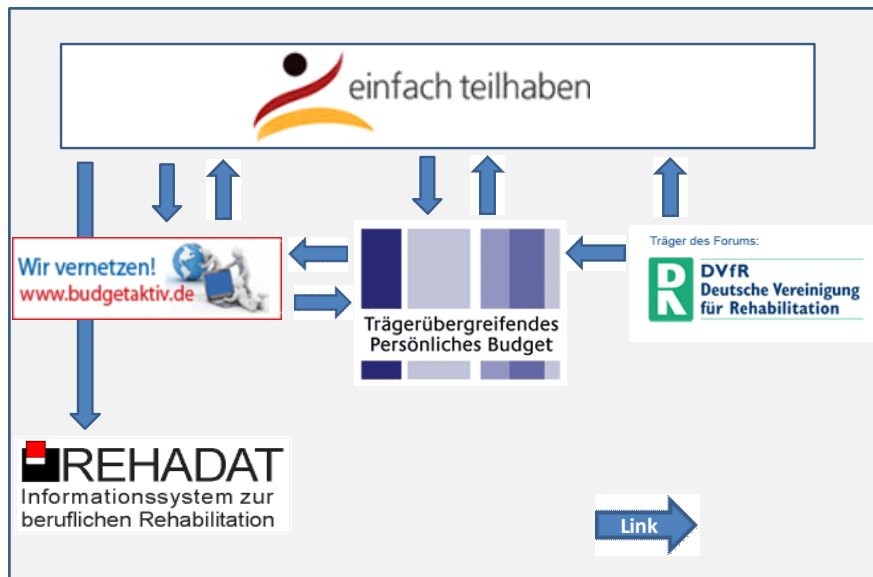 einfach teilhaben
Wir vernetzen!
www.budgetaktiv.de
Trägerübergreifendes
Persönliches Budget
Träger des Forums:
DR
DVfR
Deutsche Vereinigung
für Rehabilitation
REHADAT
Informationssystem zur
beruflichen Rehabilitation
Link